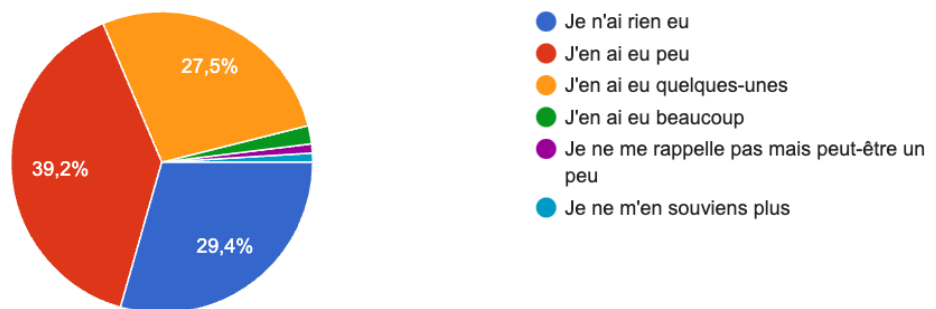 27,5%
39,2%
29,4%
Je n'ai rien eu
J'en ai eu peu
J'en ai eu quelques-unes
J'en ai eu beaucoup
Je ne me rappelle pas mais peut-être un
peu
Je ne m'en souviens plus